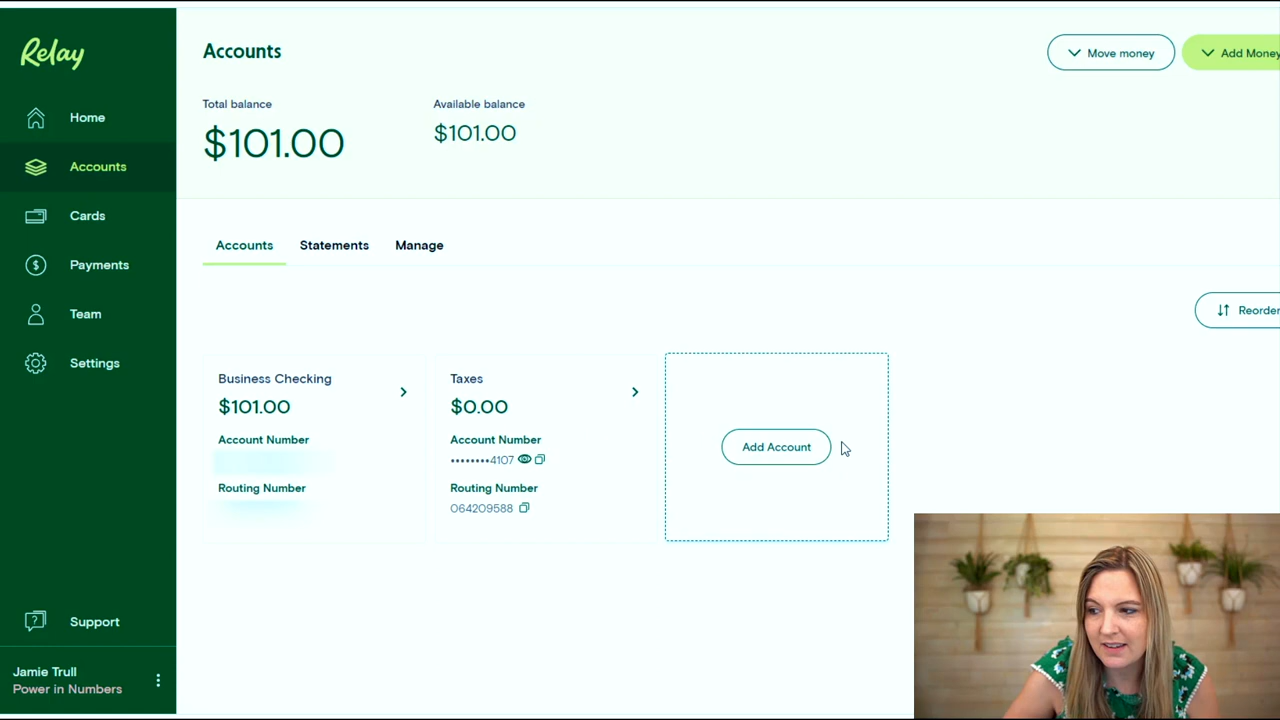 Relay
Home
Accounts
Cards
Payments
Team
Settings
Support
Jamie Trull
Power in Numbers
Accounts
Move money
Add Money
Total balance
$101.00
Available balance
$101.00
Accounts Statements Manage
Reorder
Business Checking
$101.00
Account Number
Routing Number
Taxes
$0.00
Account Number
••••••••4107
Routing Number
064209588
Add Account